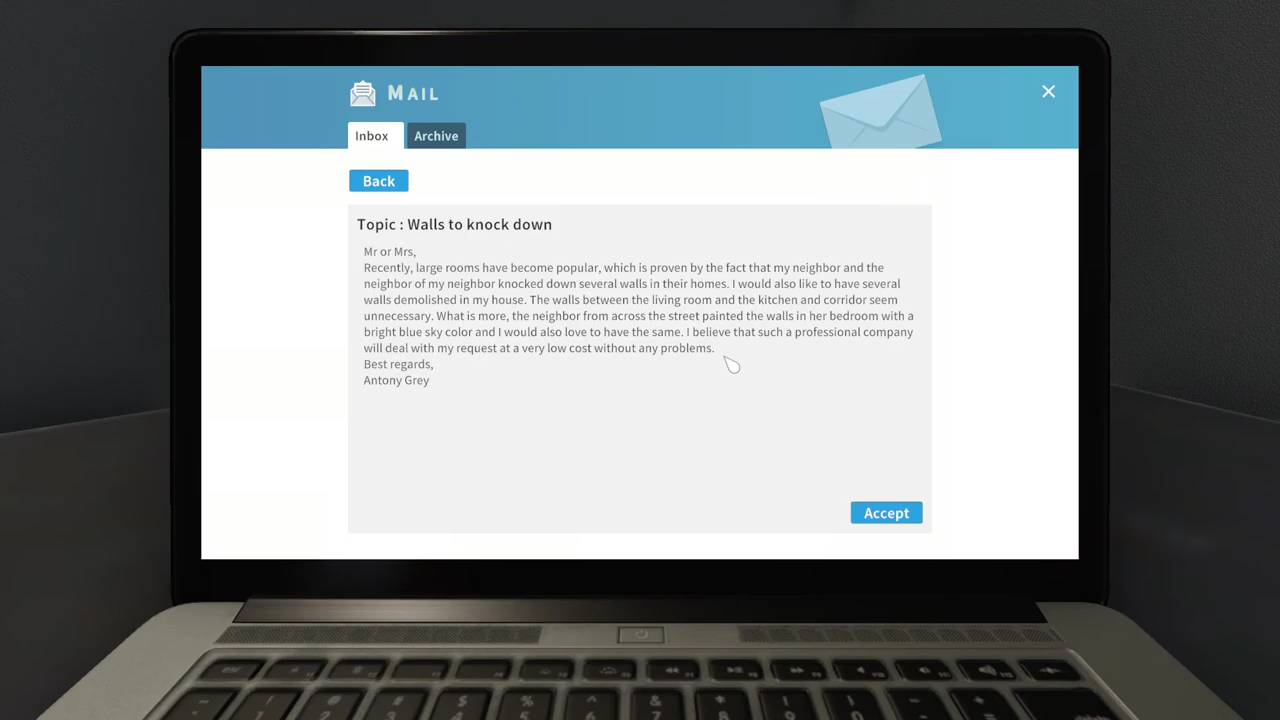 MAIL
Inbox
Archive
Back
Topic : Walls to knock down
Mr or Mrs,
Recently, large rooms have become popular, which is proven by the fact that my neighbor and the
neighbor of my neighbor knocked down several walls in their homes. I would also like to have several
walls demolished in my house. The walls between the living room and the kitchen and corridor seem
unnecessary. What is more, the neighbor from across the street painted the walls in her bedroom with a
bright blue sky color and I would also love to have the same. I believe that such a professional company
will deal with my request at a very low cost without any problems.
Best regards,
Antony Grey
Accept